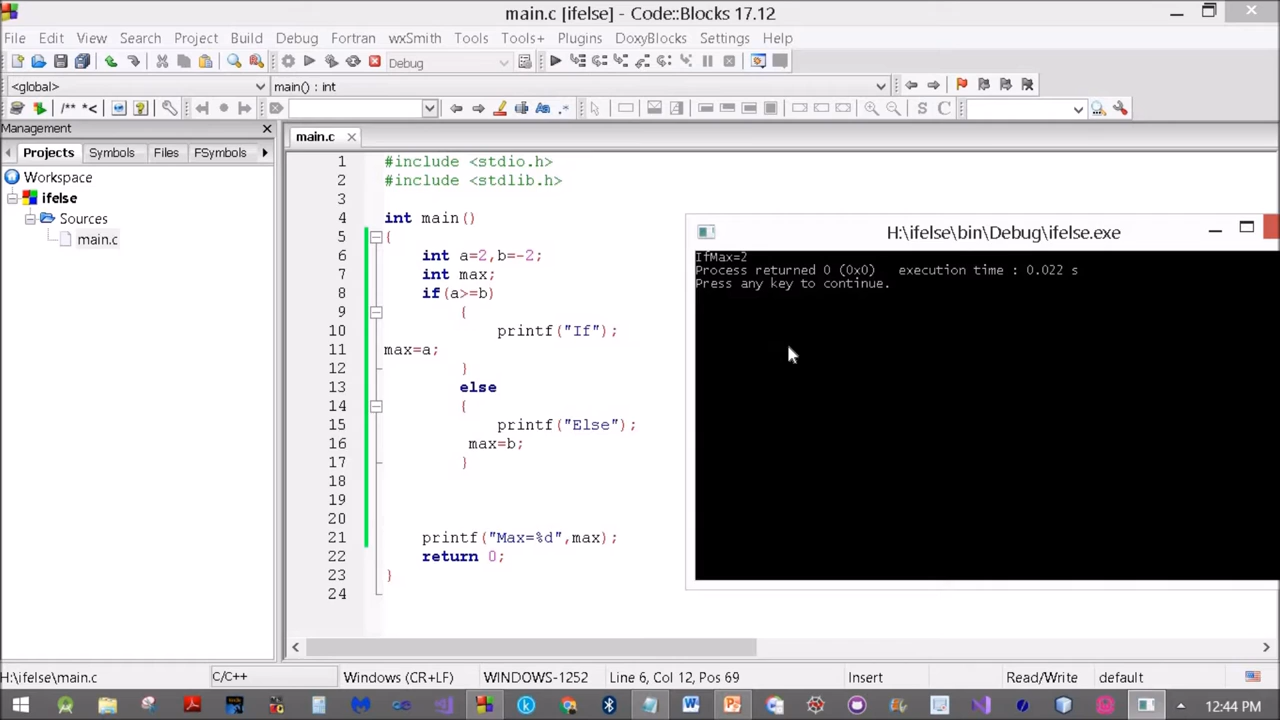 main.c [ifelse] - Code::Blocks 17.12
File Edit View Search Project Build Debug Fortran wxSmith Tools Tools+ Plugins DoxyBlocks Settings Help
Debug
<global> main() : int
/** *<
Aa .*
S C
Management
Projects Symbols Files FSymbols
main.c
Workspace
ifelse
Sources
main.c
1 #include <stdio.h>
2 #include <stdlib.h>
3
4 int main()
5 {
6 int a=2,b=-2;
7 int max;
8 if(a>=b)
9 {
10 printf("If");
11 max=a;
12 }
13 else
14 {
15 printf("Else");
16 max=b;
17 }
18
19
20
21 printf("Max=%d",max);
22 return 0;
23 }
24
H:\ifelse\bin\Debug\ifelse.exe
IfMax=2
Process returned 0 (0x0) execution time : 0.022 s
Press any key to continue.
H:\ifelse\main.c C/C++ Windows (CR+LF) WINDOWS-1252 Line 6, Col 12, Pos 69 Insert Read/Write default
12:44 PM